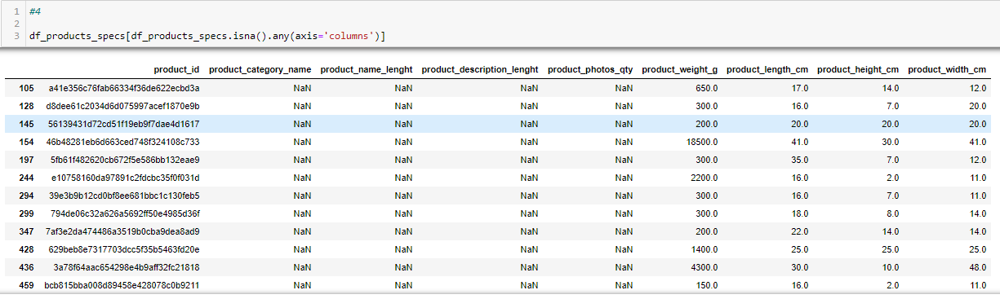 1 #4
2
3 df_products_specs[df_products_specs.isna().any(axis='columns')]
product_id product_category_name product_name_lenght product_description_lenght product_photos_qty product_weight_g product_length_cm product_height_cm product_width_cm
105 a41e356c76fab66334f36de622ecbd3a NaN NaN NaN NaN 650.0 17.0 14.0 12.0
128 d8dee61c2034d6d075997acef1870e9b NaN NaN NaN NaN 300.0 16.0 7.0 20.0
145 56139431d72cd51f19eb9f7dae4d1617 NaN NaN NaN NaN 200.0 20.0 20.0 20.0
154 46b48281eb6d663ced748f324108c733 NaN NaN NaN NaN 18500.0 41.0 30.0 41.0
197 5fb61f482620cb672f5e586bb132eae9 NaN NaN NaN NaN 300.0 35.0 7.0 12.0
244 e10758160da97891c2fdcbc35f0f031d NaN NaN NaN NaN 2200.0 16.0 2.0 11.0
294 39e3b9b12cd0bf8ee681bbc1c130feb5 NaN NaN NaN NaN 300.0 16.0 7.0 11.0
299 794de06c32a626a5692ff50e4985d36f NaN NaN NaN NaN 300.0 18.0 8.0 14.0
347 7af3e2da474486a3519b0cba9dea8ad9 NaN NaN NaN NaN 200.0 22.0 14.0 14.0
428 629beb8e7317703dcc5f35b5463fd20e NaN NaN NaN NaN 1400.0 25.0 25.0 25.0
436 3a78f64aac654298e4b9aff32fc21818 NaN NaN NaN NaN 4300.0 30.0 10.0 48.0
459 bcb815bba008d89458e428078c0b9211 NaN NaN NaN NaN 150.0 16.0 2.0 11.0